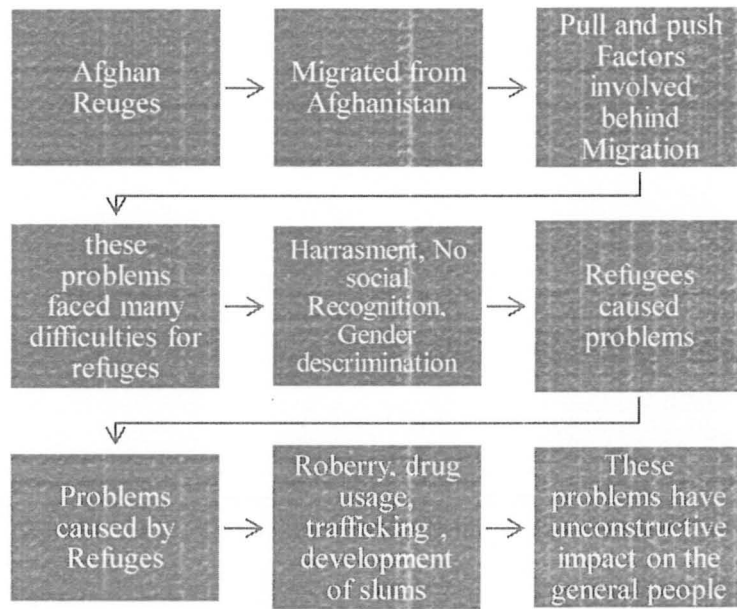 Afghan
Reuges
Migrated from
Afghanistan
Pull and push
Factors
involved
behind
Migration
these
problems
faced many
difficulties for
refuges
Harrasment, No
social
Recognition,
Gender
descrimination
Refugees
caused
problems
Problems
caused by
Refuges
Roberry, drug
usage,
trafficking ,
development
of slums
These
problems have
unconstructive
impact on the
general people